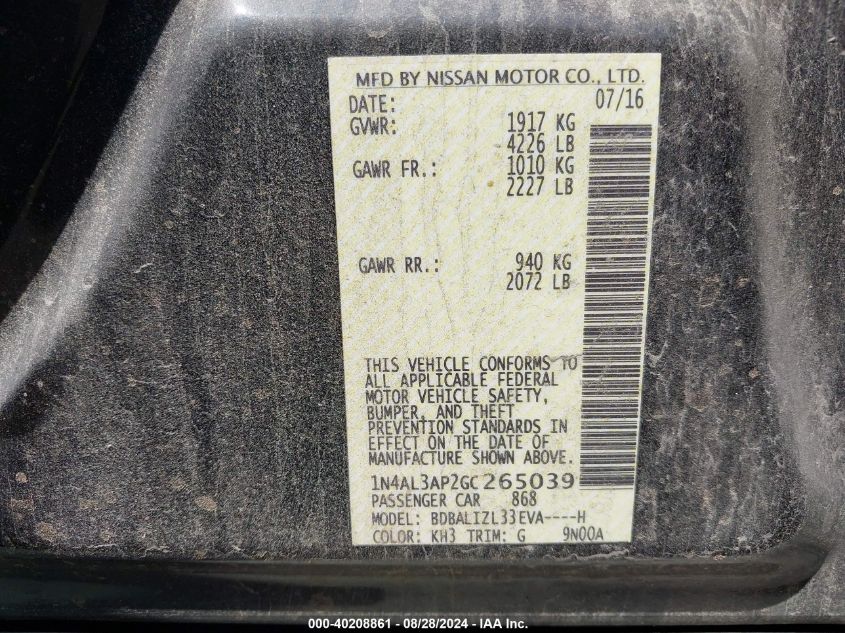 MFD BY NISSAN MOTOR CO., LTD.
DATE: 07/16
GVWR: 1917 KG
4226 LB
GAWR FR.: 1010 KG
2227 LB
GAWR RR.: 940 KG
2072 LB
THIS VEHICLE CONFORMS TO
ALL APPLICABLE FEDERAL
MOTOR VEHICLE SAFETY,
BUMPER, AND THEFT
PREVENTION STANDARDS IN
EFFECT ON THE DATE OF
MANUFACTURE SHOWN ABOVE.
1N4AL3AP2GC265039
PASSENGER CAR 868
MODEL: BDBALIZL33EVA----H
COLOR: KH3 TRIM: G 9N00A
000-40208861 - 08/28/2024 - IAA Inc.